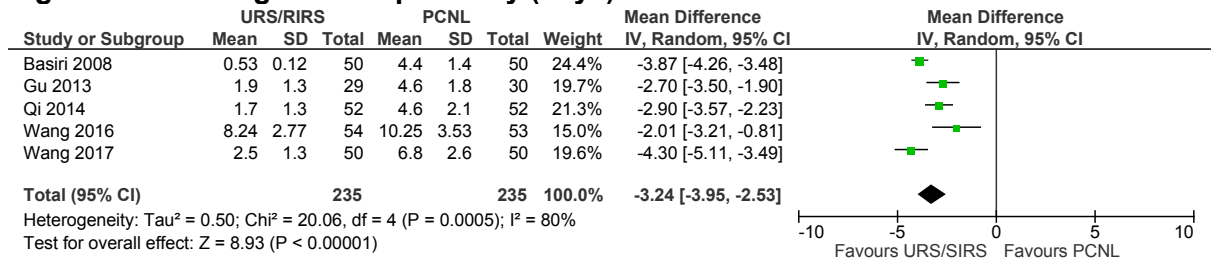 URS/RIRS PCNL Mean Difference Mean Difference
Study or Subgroup Mean SD Total Mean SD Total Weight IV, Random, 95% CI IV, Random, 95% CI
Basiri 2008 0.53 0.12 50 4.4 1.4 50 24.4% -3.87 [-4.26, -3.48]
Gu 2013 1.9 1.3 29 4.6 1.8 30 19.7% -2.70 [-3.50, -1.90]
Qi 2014 1.7 1.3 52 4.6 2.1 52 21.3% -2.90 [-3.57, -2.23]
Wang 2016 8.24 2.77 54 10.25 3.53 53 15.0% -2.01 [-3.21, -0.81]
Wang 2017 2.5 1.3 50 6.8 2.6 50 19.6% -4.30 [-5.11, -3.49]
Total (95% CI) 235 235 100.0% -3.24 [-3.95, -2.53]
Heterogeneity: Tau² = 0.50; Chi² = 20.06, df = 4 (P = 0.0005); I² = 80%
Test for overall effect: Z = 8.93 (P < 0.00001)
-10 -5 0 5 10
Favours URS/SIRS Favours PCNL